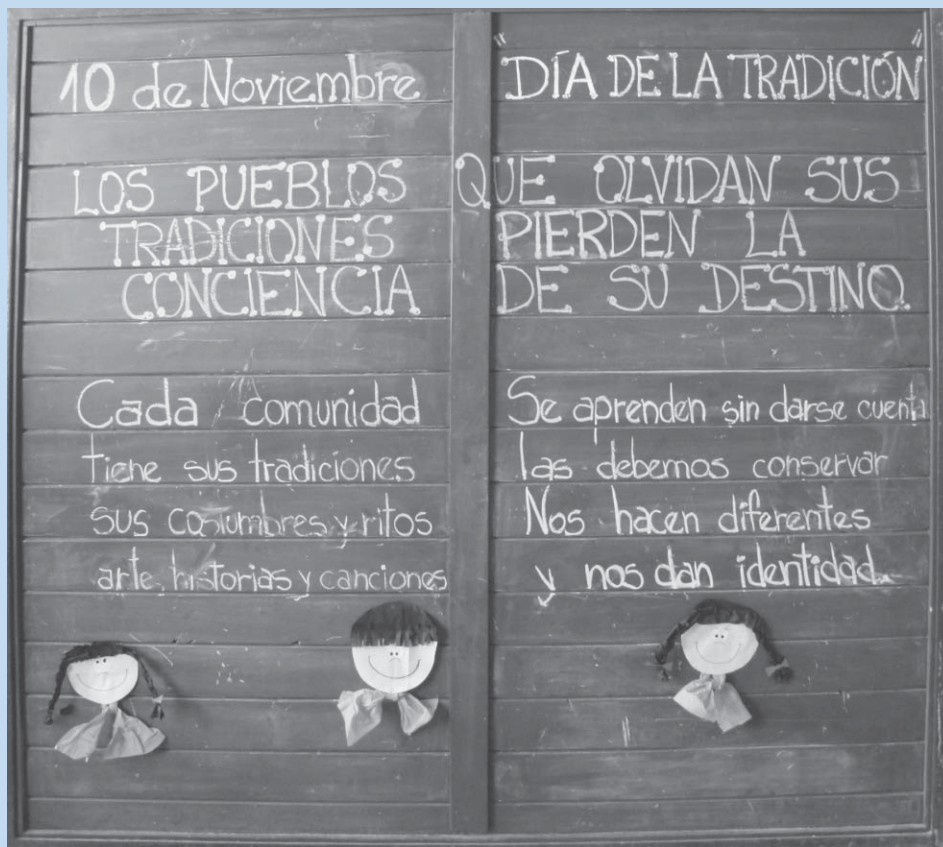 10 de Noviembre "DÍA DE LA TRADICIÓN"
LOS PUEBLOS QUE OLVIDAN SUS
TRADICIONES PIERDEN LA
CONCIENCIA DE SU DESTINO.
Cada comunidad
tiene sus tradiciones
sus costumbres y ritos
arte, historias y canciones
Se aprenden sin darse cuenta
las debemos conservar
Nos hacen diferentes
y nos dan identidad..